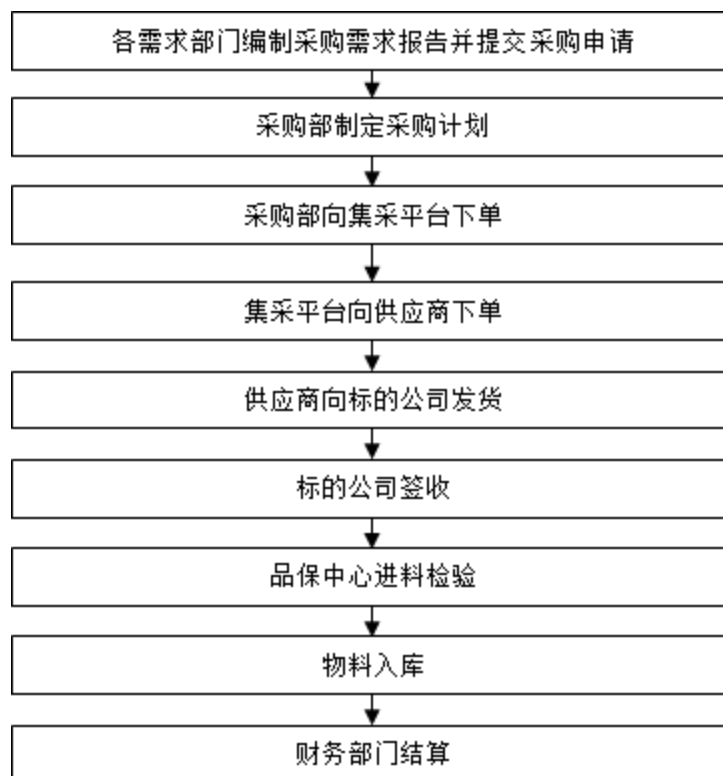 各需求部门编制采购需求报告并提交采购申请
采购部制定采购计划
采购部向集采平台下单
集采平台向供应商下单
供应商向标的公司发货
标的公司签收
品保中心进料检验
物料入库
财务部门结算